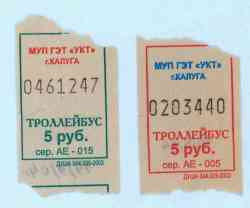 МУП ГЭТ «УКТ»
г.КАЛУГА
0461247
ТРОЛЛЕЙБУС
5 руб.
сер. АЕ - 015
МУП ГЭТ «УКТ»
г.КАЛУГА
0203440
ТРОЛЛЕЙБУС
5 руб.
сер. АЕ - 005